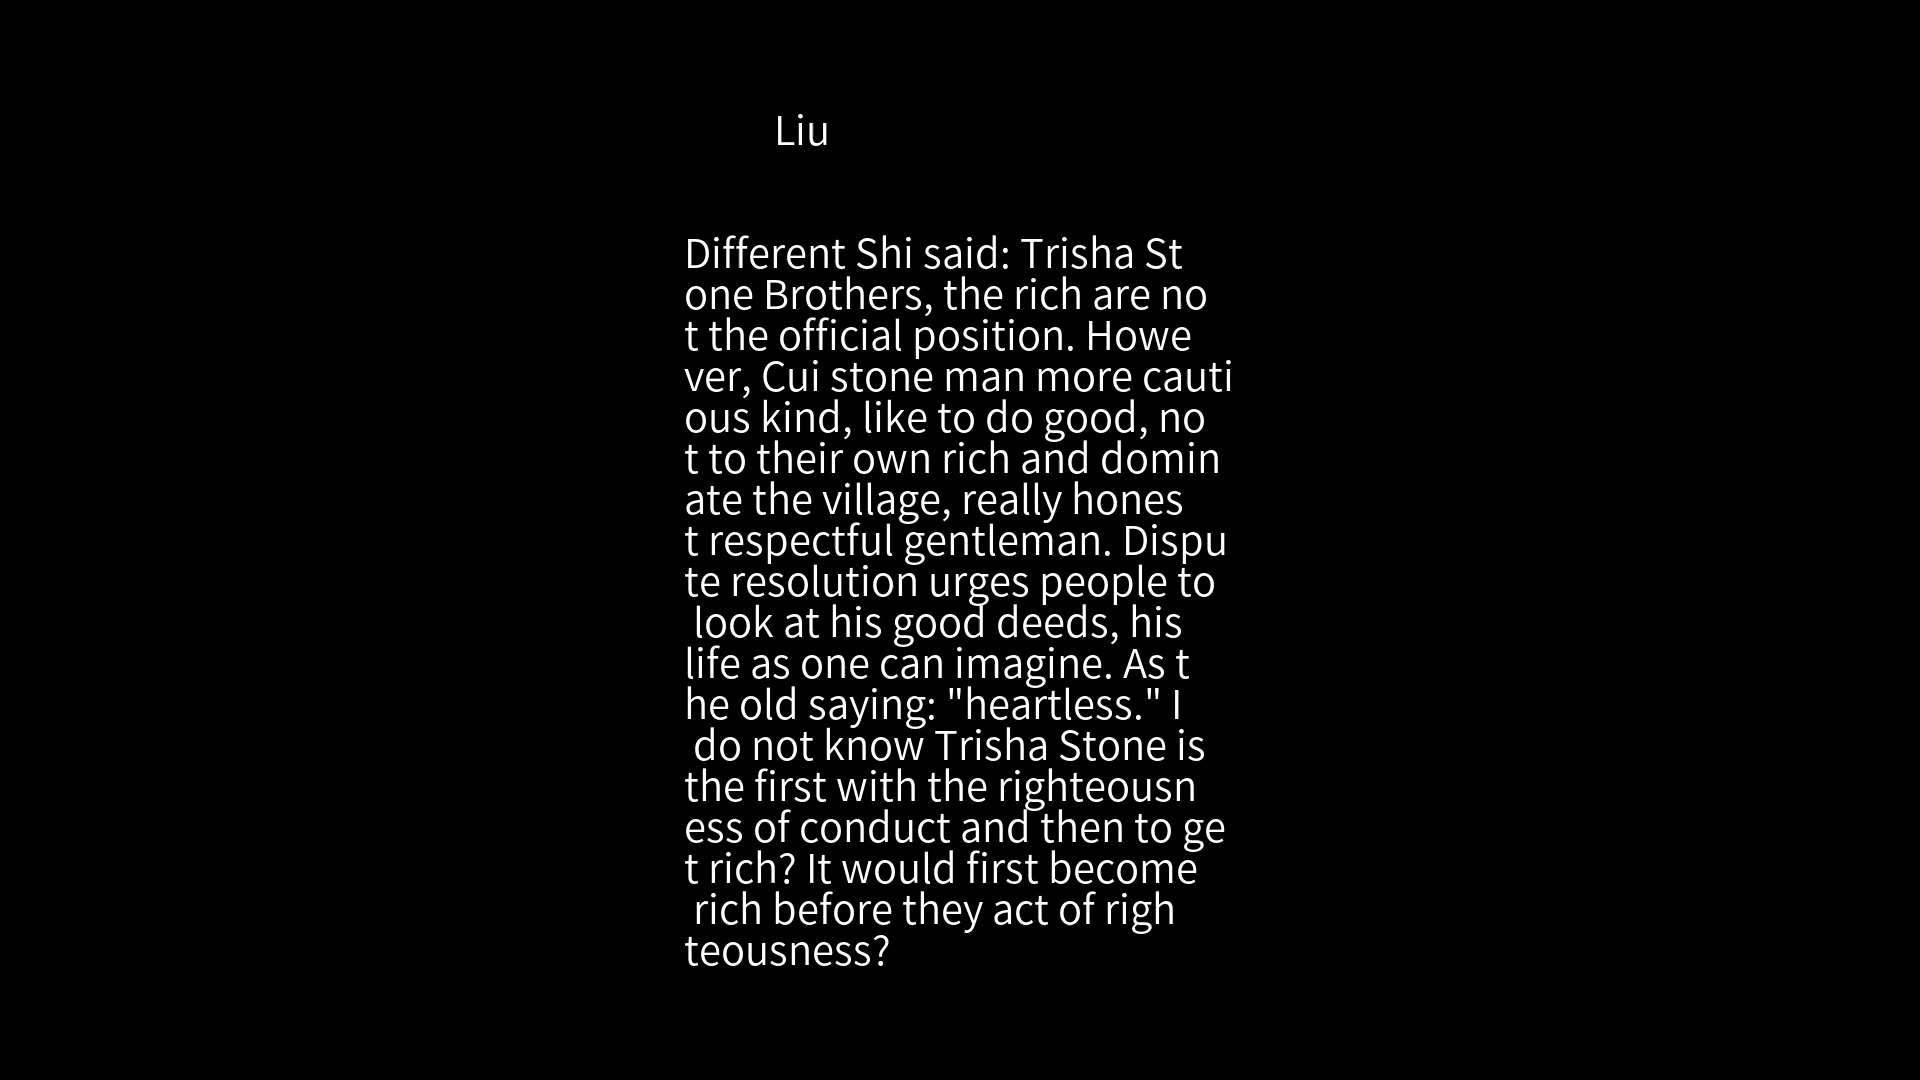 Liu
Different Shi said: Trisha St
one Brothers, the rich are no
t the official position. Howe
ver, Cui stone man more cauti
ous kind, like to do good, no
t to their own rich and domin
ate the village, really hones
t respectful gentleman. Dispu
te resolution urges people to
look at his good deeds, his
life as one can imagine. As t
he old saying: "heartless." I
do not know Trisha Stone is
the first with the righteousn
ess of conduct and then to ge
t rich? It would first become
rich before they act of righ
teousness?